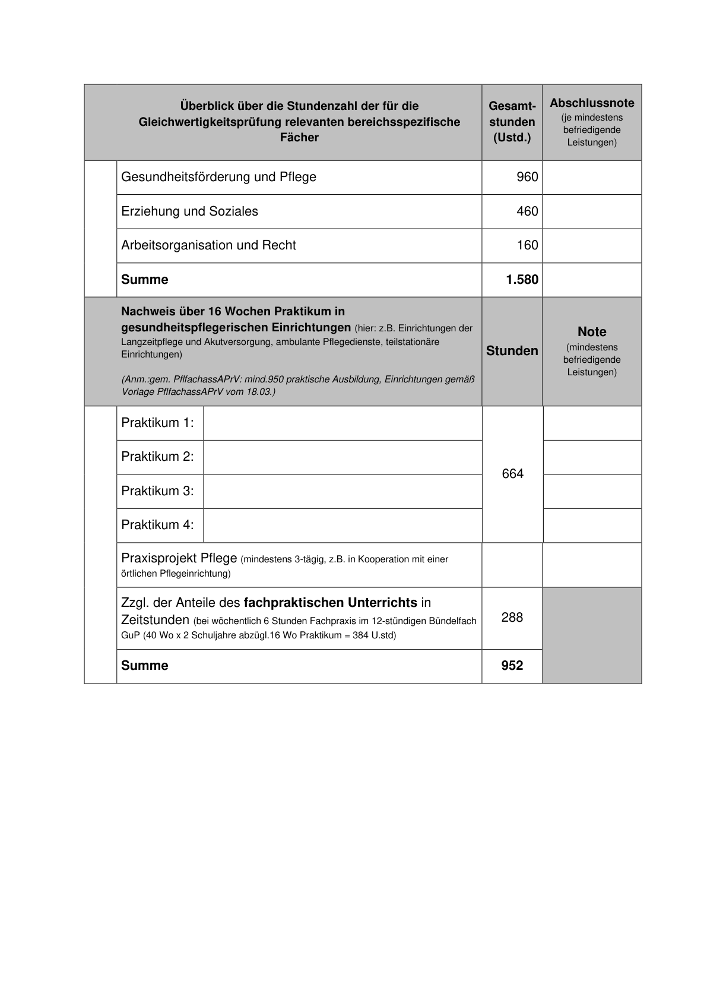 Überblick über die Stundenzahl der für die
Gleichwertigkeitsprüfung relevanten bereichsspezifische
Fächer
Gesamt-
stunden
(Ustd.)
Abschlussnote
(je mindestens
befriedigende
Leistungen)
Gesundheitsförderung und Pflege 960
Erziehung und Soziales 460
Arbeitsorganisation und Recht 160
Summe 1.580
Nachweis über 16 Wochen Praktikum in
gesundheitspflegerischen Einrichtungen (hier: z.B. Einrichtungen der
Langzeitpflege und Akutversorgung, ambulante Pflegedienste, teilstationäre
Einrichtungen)
(Anm.:gem. PflfachassAPrV: mind.950 praktische Ausbildung, Einrichtungen gemäß
Vorlage PflfachassAPrV vom 18.03.)
Stunden
Note
(mindestens
befriedigende
Leistungen)
Praktikum 1:
Praktikum 2:
Praktikum 3:
Praktikum 4:
664
Praxisprojekt Pflege (mindestens 3-tägig, z.B. in Kooperation mit einer
örtlichen Pflegeinrichtung)
Zzgl. der Anteile des fachpraktischen Unterrichts in
Zeitstunden (bei wöchentlich 6 Stunden Fachpraxis im 12-stündigen Bündelfach
GuP (40 Wo x 2 Schuljahre abzügl.16 Wo Praktikum = 384 U.std)
288
Summe 952